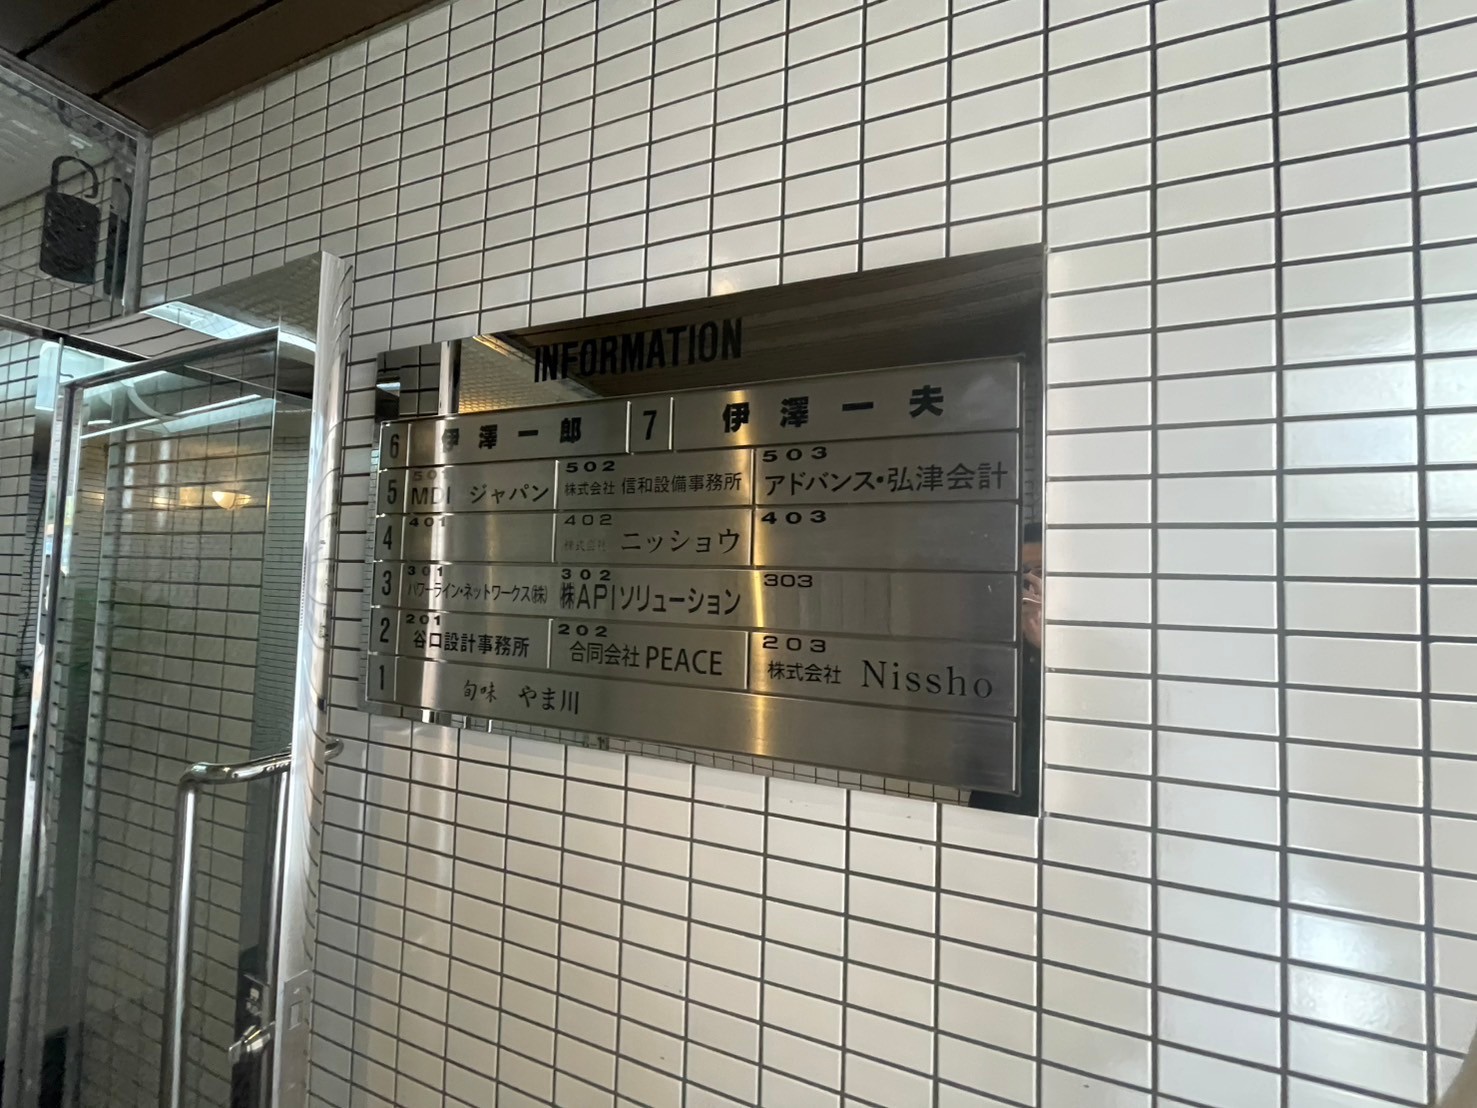 INFORMATION
6 伊澤一郎 7 伊澤一夫
501 502 503
5 MDI ジャパン 株式会社 信和設備事務所 アドバンス・弘津会計
401 402 403
4 株式会社 ニッショウ
301 302 303
3 パワーライン・ネットワークス(株) ㈱APIソリューション
201 202 203
2 谷口設計事務所 合同会社 PEACE 株式会社 Nissho
1 旬味 やま川